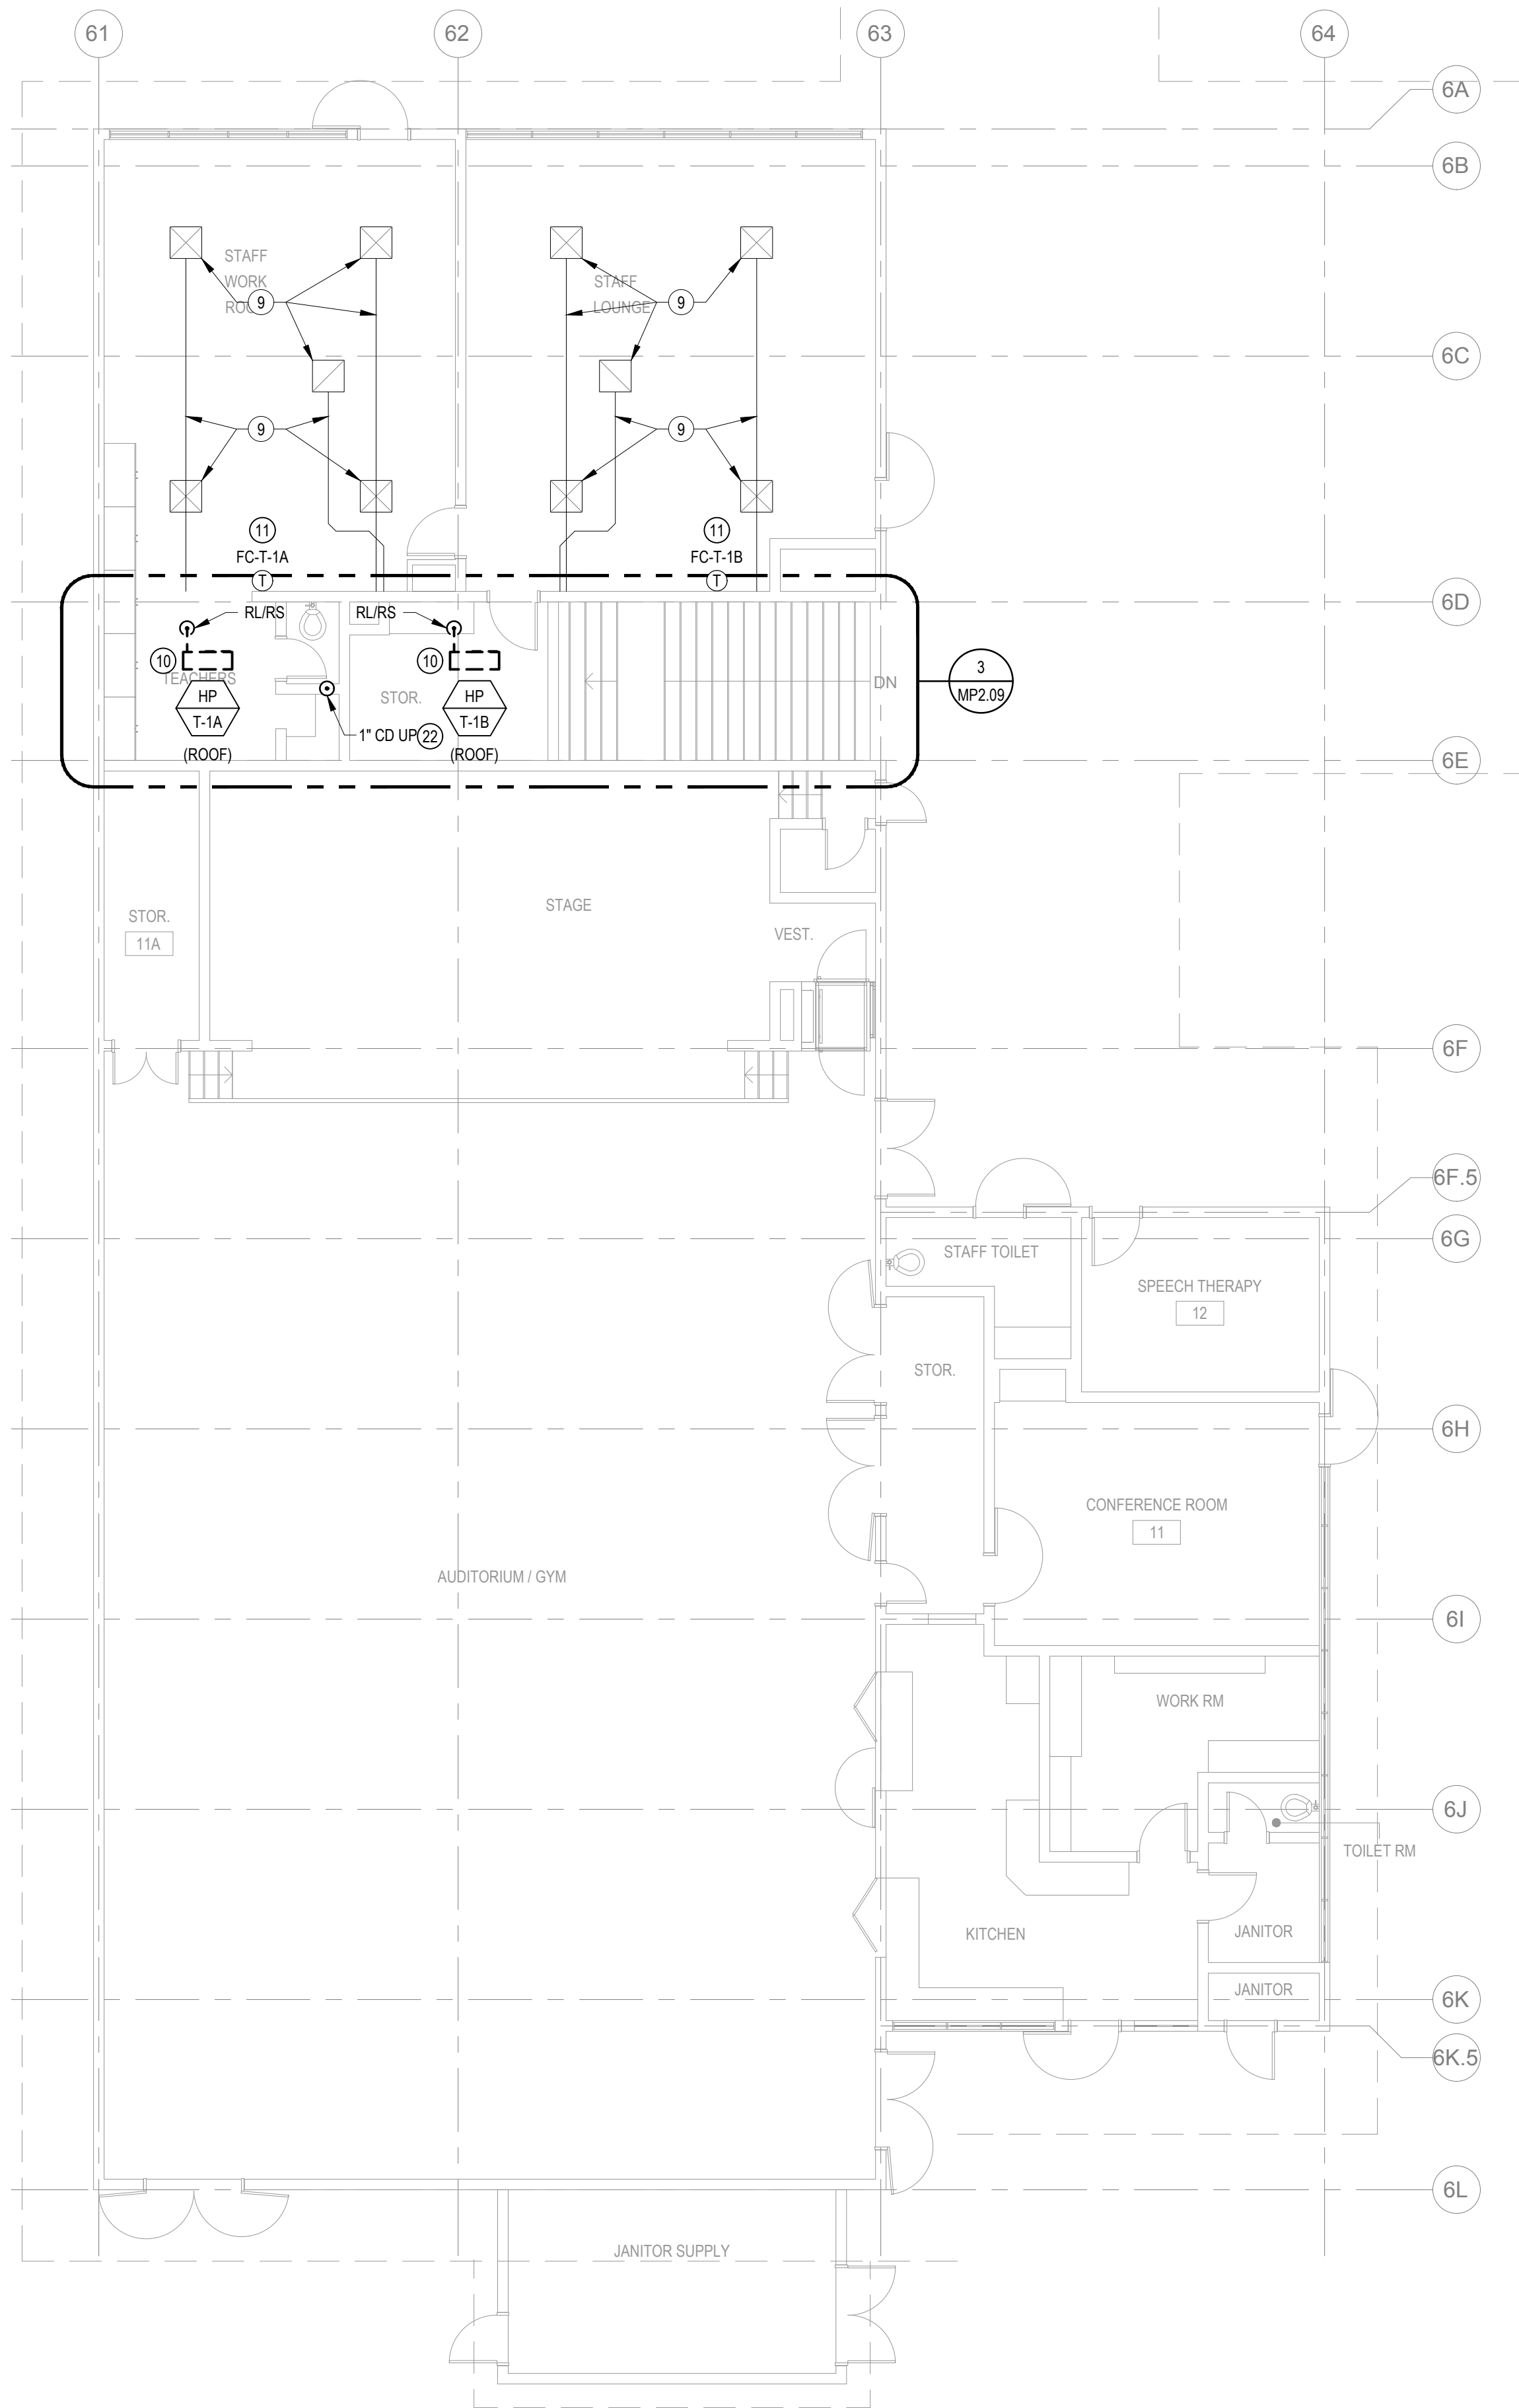 61
62
63
64
6A
6B
STAFF
WORK
STAFF
LOUNGE
9
9
6C
9
9
11
FC-T-1A
T
11
FC-T-1B
T
6D
RL/RS
RL/RS
10
TEACHERS
HP
T-1A
(ROOF)
STOR.
10
HP
T-1B
(ROOF)
1" CD UP
22
DN
3
MP2.09
6E
STOR.
11A
STAGE
VEST.
6F
6F.5
6G
STAFF TOILET
SPEECH THERAPY
12
STOR.
6H
CONFERENCE ROOM
11
AUDITORIUM / GYM
6I
WORK RM
6J
TOILET RM
KITCHEN
JANITOR
JANITOR
6K
6K.5
6L
JANITOR SUPPLY